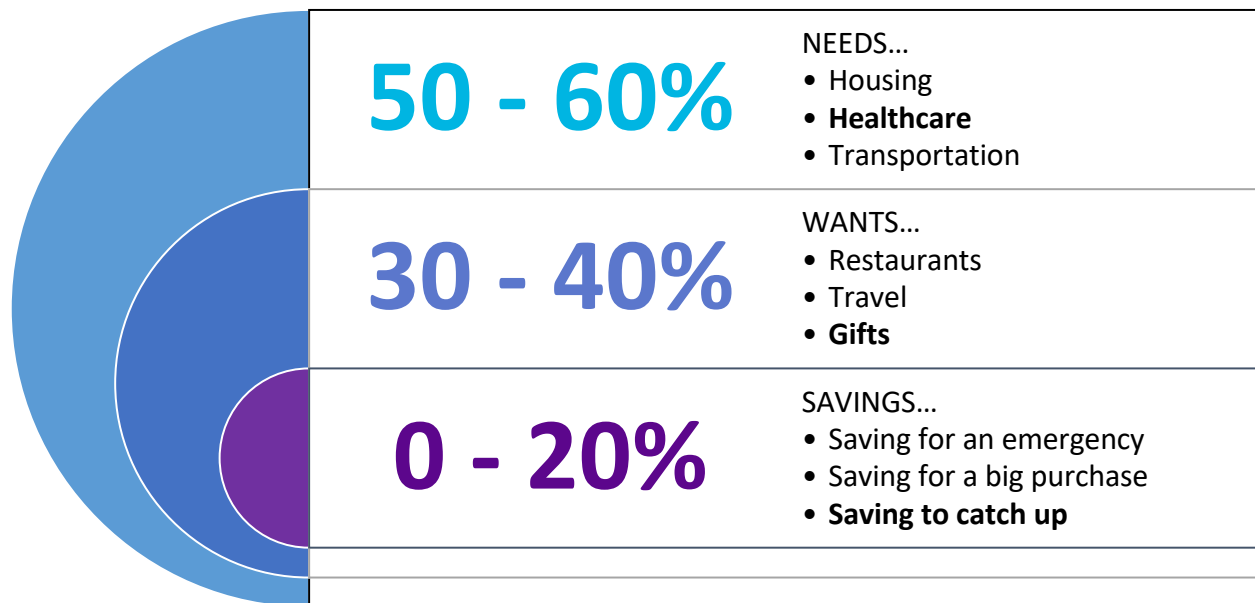 50 - 60%
NEEDS...
• Housing
• Healthcare
• Transportation
30 - 40%
WANTS...
• Restaurants
• Travel
• Gifts
0 - 20%
SAVINGS...
• Saving for an emergency
• Saving for a big purchase
• Saving to catch up